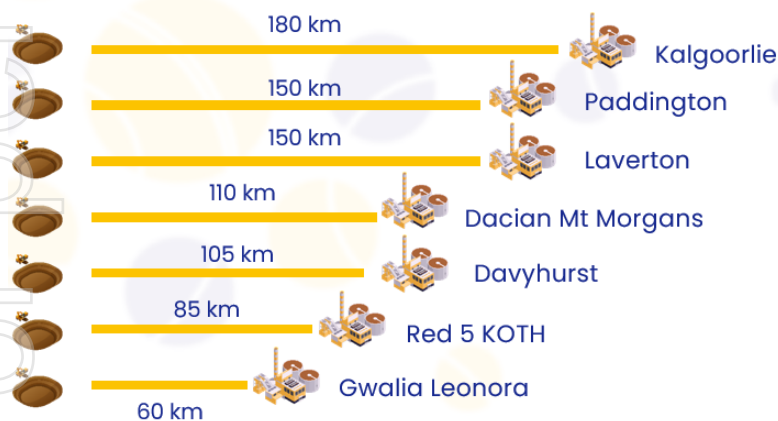 180 km
Kalgoorlie
150 km
Paddington
150 km
Laverton
110 km
Dacian Mt Morgans
105 km
Davyhurst
85 km
Red 5 KOTH
Gwalia Leonora
60 km